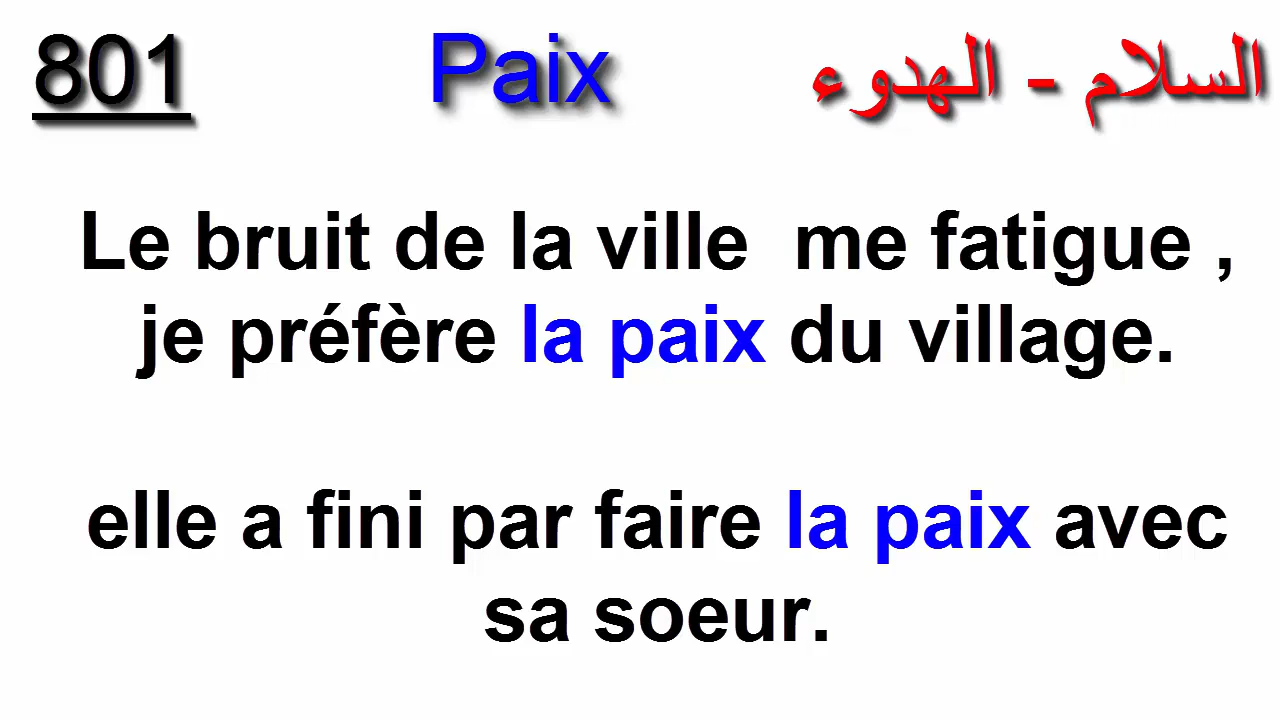 801 Paix السلام - الهدوء
Le bruit de la ville me fatigue ,
je préfère la paix du village.
elle a fini par faire la paix avec
sa soeur.